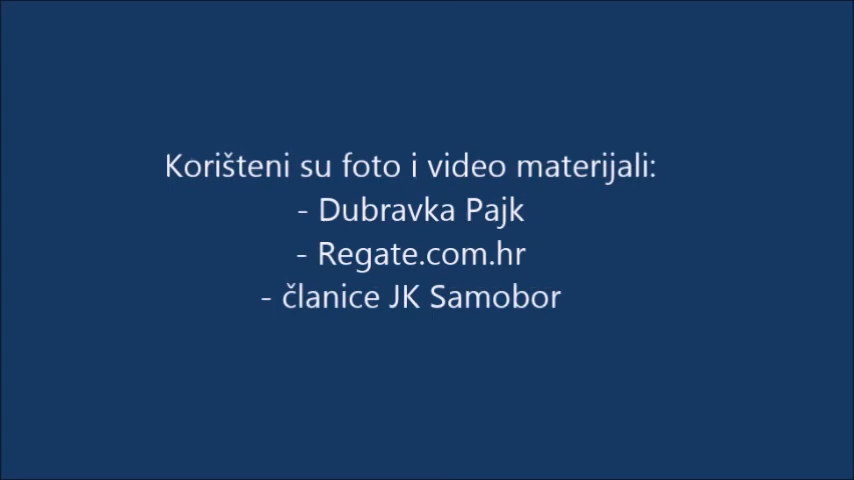 Korišteni su foto i video materijali:
- Dubravka Pajk
- Regate.com.hr
- članice JK Samobor